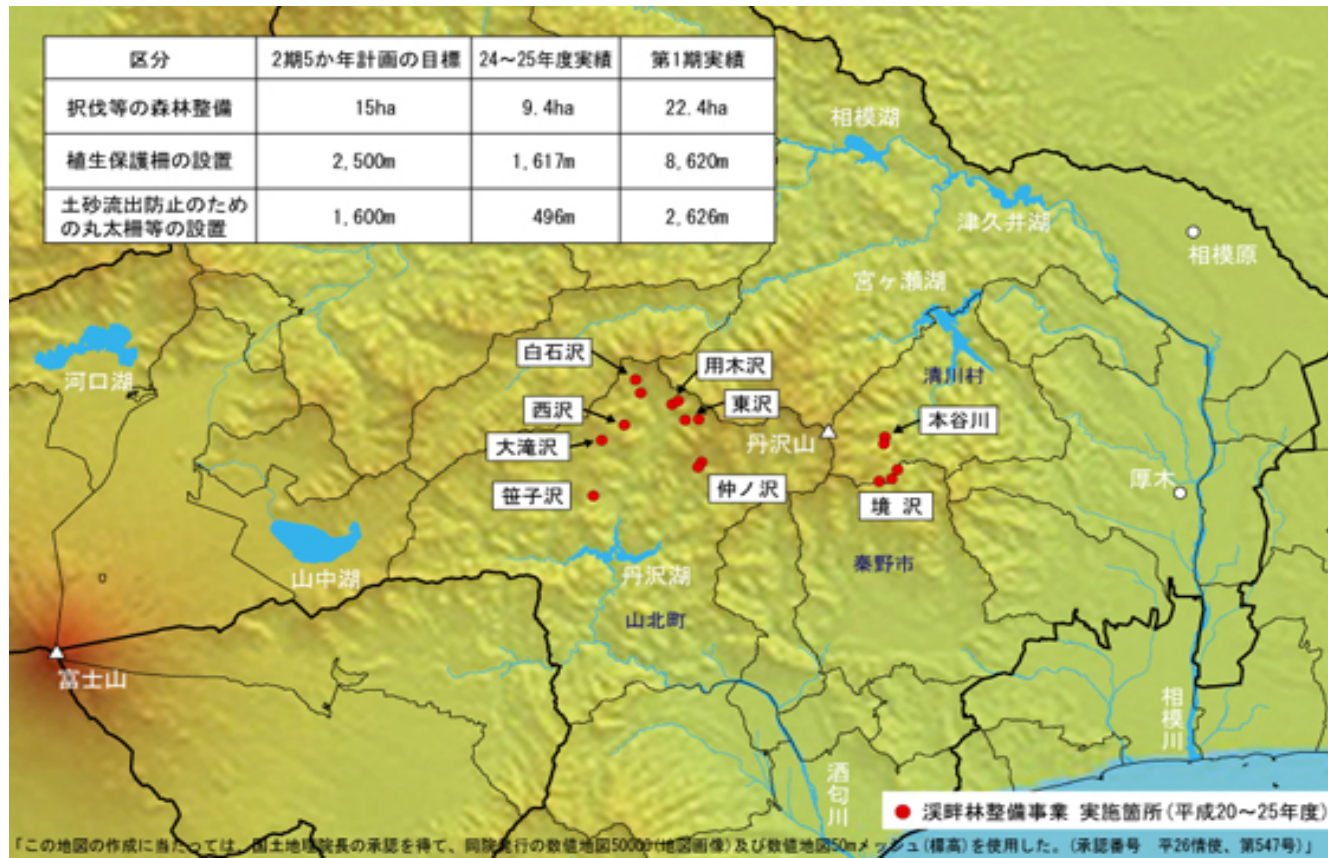 区分 2期5か年計画の目標 24～25年度実績 第1期実績
択伐等の森林整備 15ha 9.4ha 22.4ha
植生保護柵の設置 2,500m 1,617m 8,620m
土砂流出防止のため
の丸太柵等の設置 1,600m 496m 2,626m
相模湖
津久井湖
相模原
宮ヶ瀬湖
河口湖
白石沢
用木沢
清川村
西沢
東沢
本谷川
大滝沢
丹沢山
厚木
笹子沢
仲ノ沢
境 沢
秦野市
山中湖
丹沢湖
山北町
富士山
相模川
酒匂川
渓畔林整備事業 実施箇所(平成20～25年度)
「この地図の作成に当たっては、国土地理院長の承認を得て、同院発行の数値地図50000(地図画像)及び数値地図50mメッシュ(標高)を使用した。(承認番号 平26情使、第547号)」